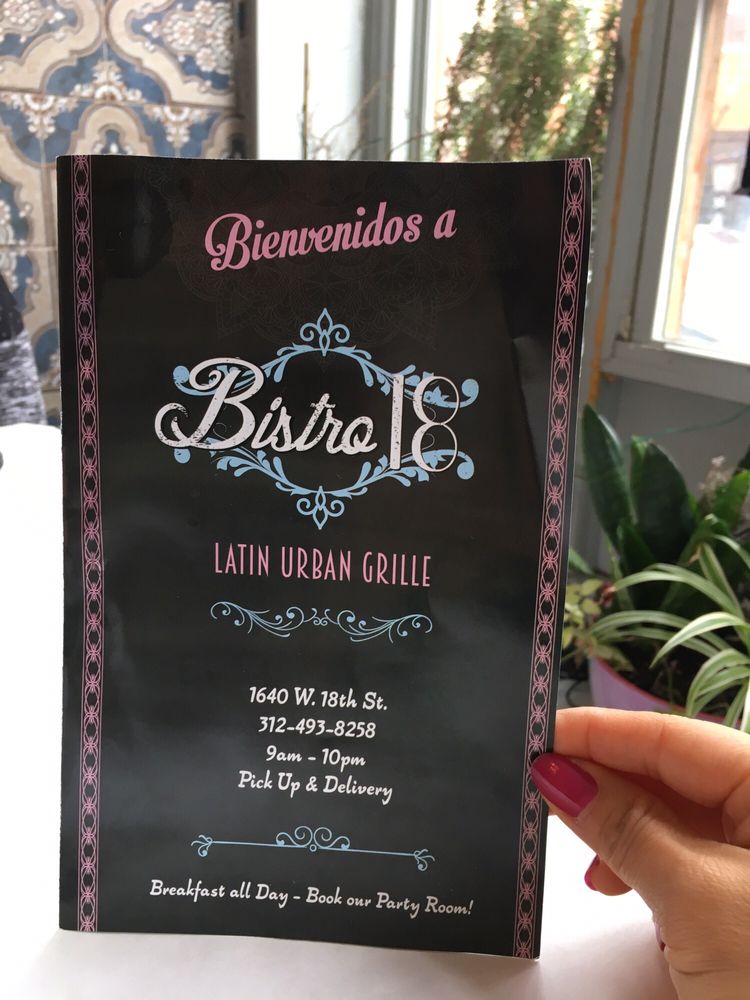 Bienvenidos a
Bistro 18
LATIN URBAN GRILLE
1640 W. 18th St.
312-493-8258
9am - 10pm
Pick Up & Delivery
Breakfast all Day - Book our Party Room!